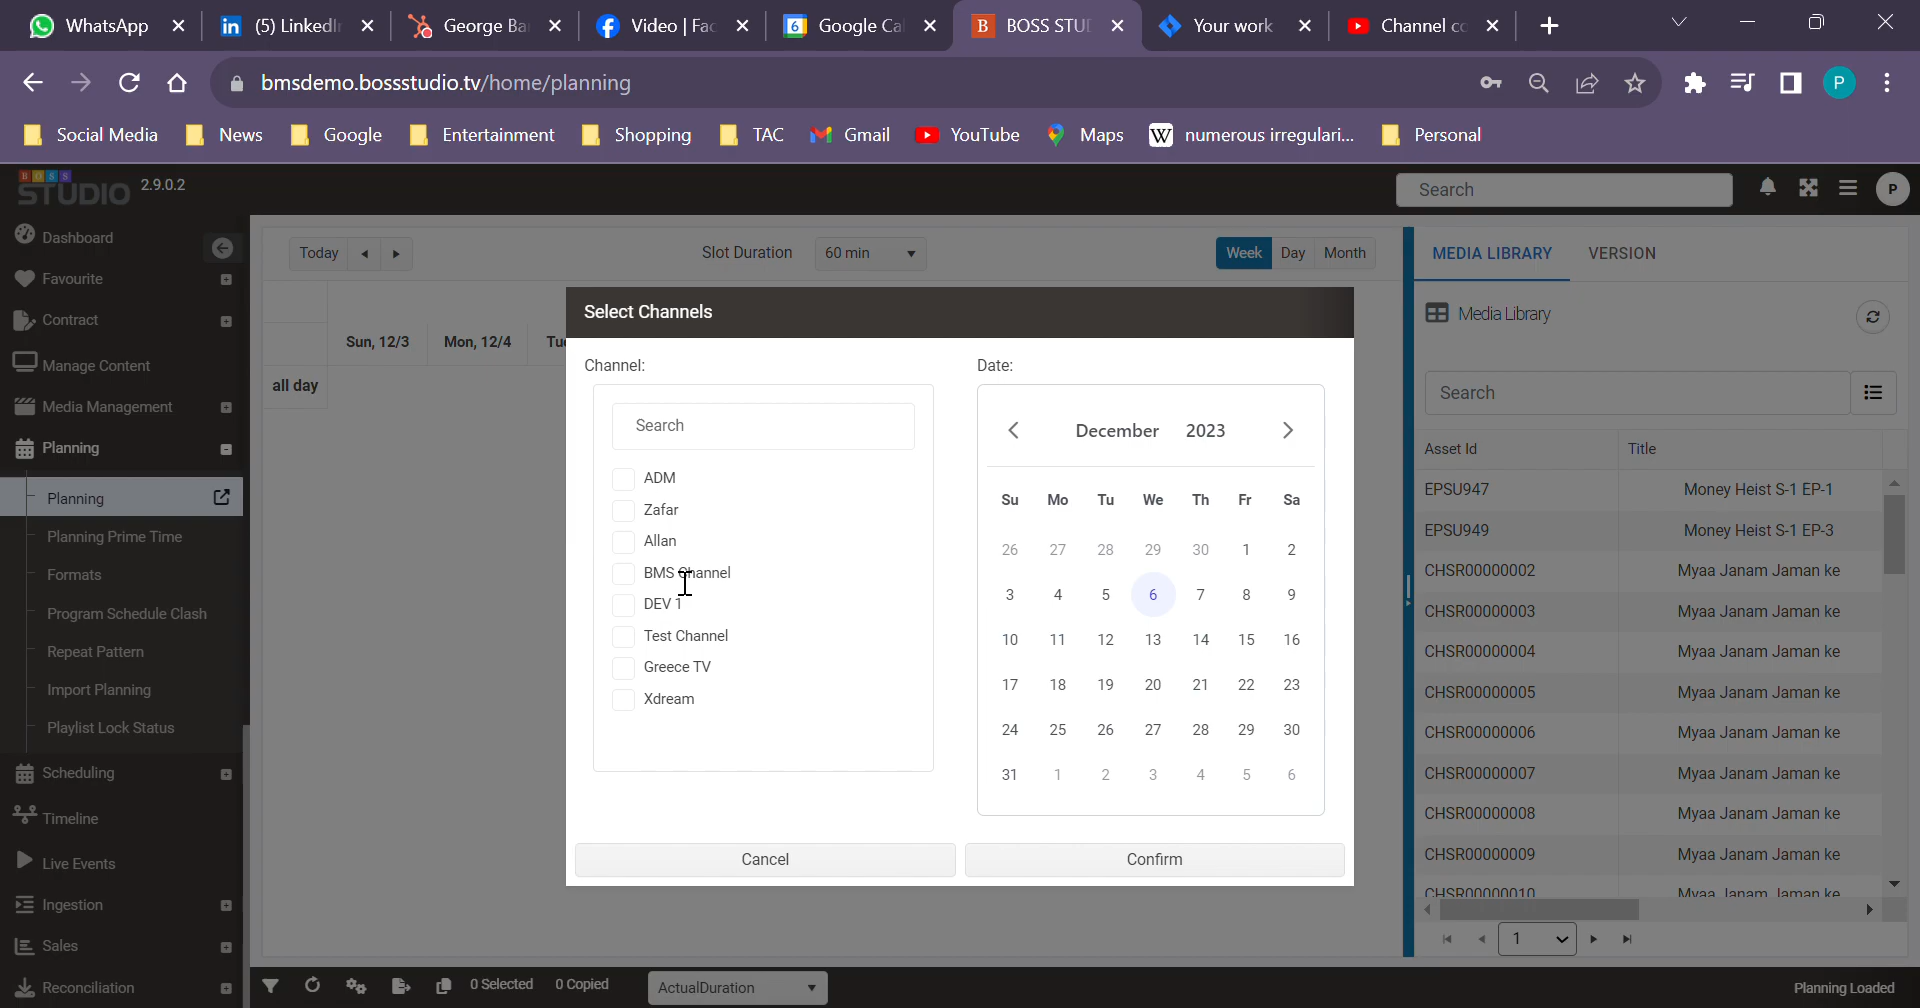 WhatsApp
(5) LinkedIn
George Ba
Video | Fac
Google Ca
BOSS STU
Your work
Channel co
bmsdemo.bossstudio.tv/home/planning
P
Social Media
News
Google
Entertainment
Shopping
TAC
Gmail
YouTube
Maps
numerous irregulari...
Personal
BOSS
STUDIO
2.9.0.2
Search
P
Dashboard
Favourite
Contract
Manage Content
Media Management
Planning
Planning
Planning Prime Time
Formats
Program Schedule Clash
Repeat Pattern
Import Planning
Playlist Lock Status
Scheduling
Timeline
Live Events
Ingestion
Sales
Reconciliation
Today
Slot Duration
60 min
Week Day Month
Sun, 12/3
Mon, 12/4
Tu
all day
Select Channels
Channel:
Search
ADM
Zafar
Allan
BMS Channel
DEV 1
Test Channel
Greece TV
Xdream
Date:
December 2023
Su Mo Tu We Th Fr Sa
26 27 28 29 30 1 2
3 4 5 6 7 8 9
10 11 12 13 14 15 16
17 18 19 20 21 22 23
24 25 26 27 28 29 30
31 1 2 3 4 5 6
Cancel
Confirm
MEDIA LIBRARY
VERSION
Media Library
Search
Asset Id Title
EPSU947 Money Heist S-1 EP-1
EPSU949 Money Heist S-1 EP-3
CHSR00000002 Myaa Janam Jaman ke
CHSR00000003 Myaa Janam Jaman ke
CHSR00000004 Myaa Janam Jaman ke
CHSR00000005 Myaa Janam Jaman ke
CHSR00000006 Myaa Janam Jaman ke
CHSR00000007 Myaa Janam Jaman ke
CHSR00000008 Myaa Janam Jaman ke
CHSR00000009 Myaa Janam Jaman ke
CHSR00000010 Myaa Janam Jaman ke
1
0 Selected
0 Copied
ActualDuration
Planning Loaded